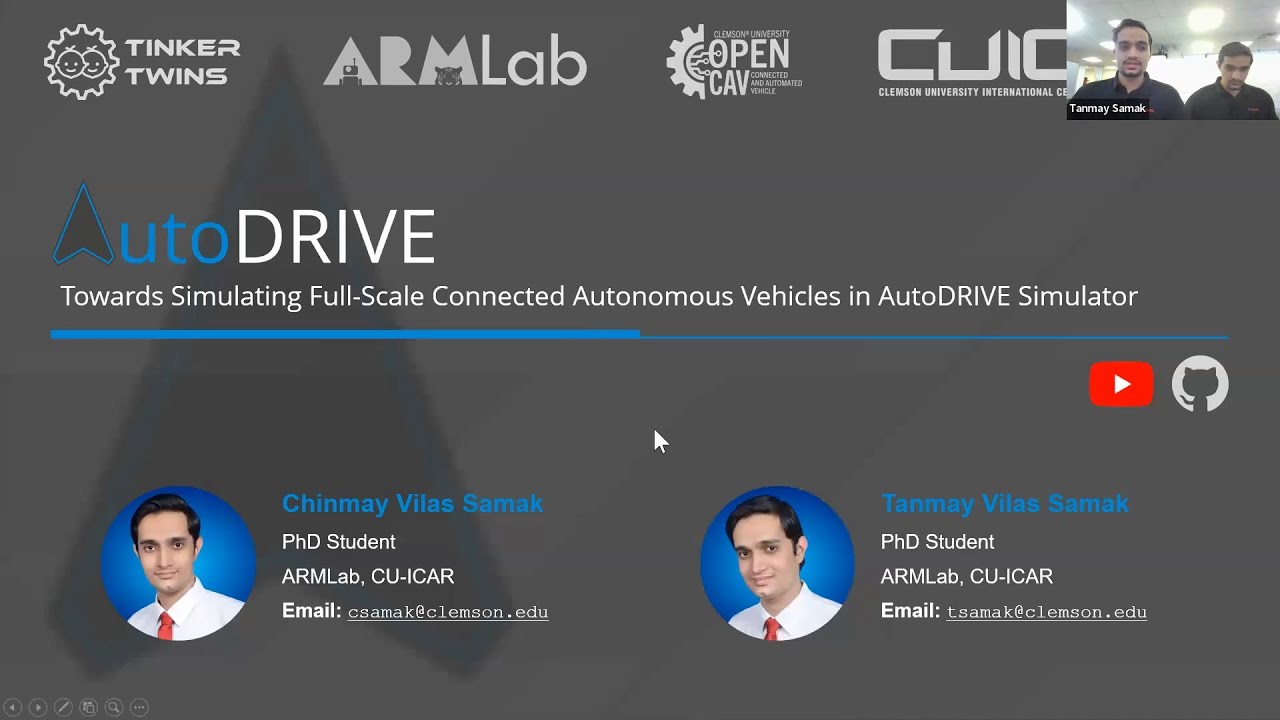 TINKER
TWINS
ARMLab
CLEMSON® UNIVERSITY
OPEN
CAV
CONNECTED
AND AUTOMATED
VEHICLE
CUIC
CLEMSON UNIVERSITY INTERNATIONAL CE
Tanmay Samak
AutoDRIVE
Towards Simulating Full-Scale Connected Autonomous Vehicles in AutoDRIVE Simulator
Chinmay Vilas Samak
PhD Student
ARMLab, CU-ICAR
Email: csamak@clemson.edu
Tanmay Vilas Samak
PhD Student
ARMLab, CU-ICAR
Email: tsamak@clemson.edu